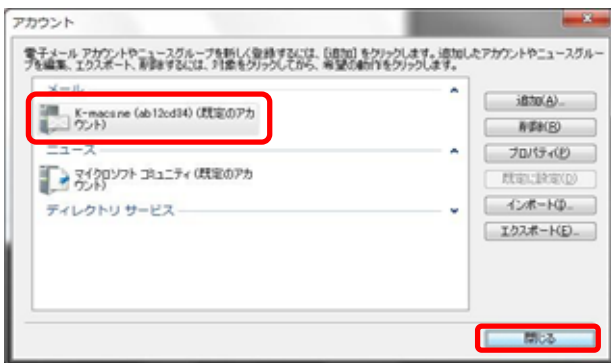 アカウント
電子メール アカウントやニュースグループを新しく登録するには、[追加] をクリックします。追加したアカウントやニュースグルー
プを編集、エクスポート、削除するには、対象をクリックしてから、希望の動作をクリックします。
メール
K-macsne (ab12cd34) (既定のアカ
ウント)
ニュース
マイクロソフト コミュニティ (既定のアカ
ウント)
ディレクトリ サービス
追加(A)...
削除(R)
プロパティ(P)
既定に設定(D)
インポート(I)...
エクスポート(E)...
閉じる